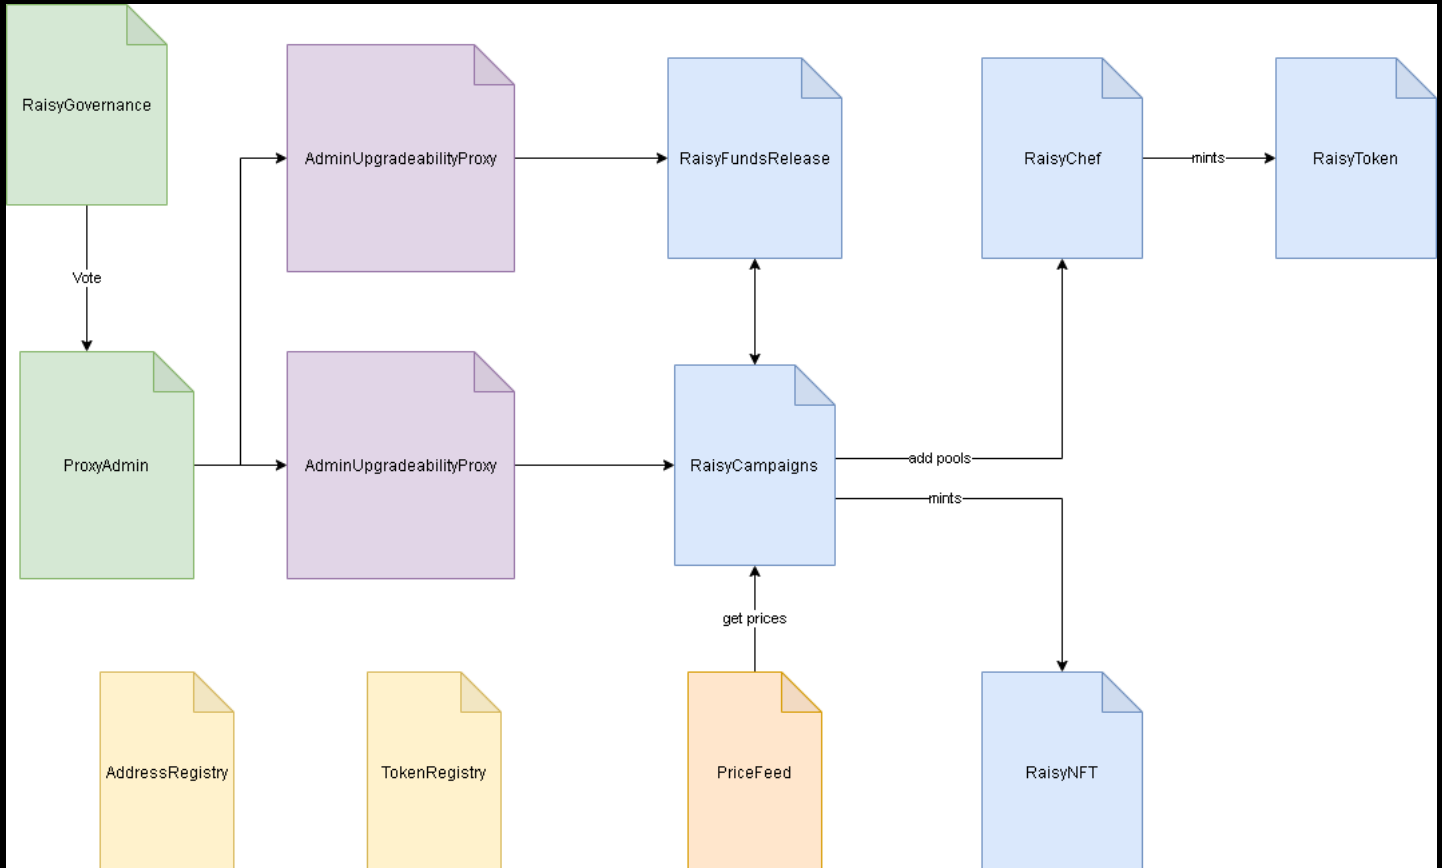 RaisyGovernance
AdminUpgradeabilityProxy
RaisyFundsRelease
RaisyChef
mints
RaisyToken
Vote
ProxyAdmin
AdminUpgradeabilityProxy
RaisyCampaigns
add pools
mints
get prices
AddressRegistry
TokenRegistry
PriceFeed
RaisyNFT